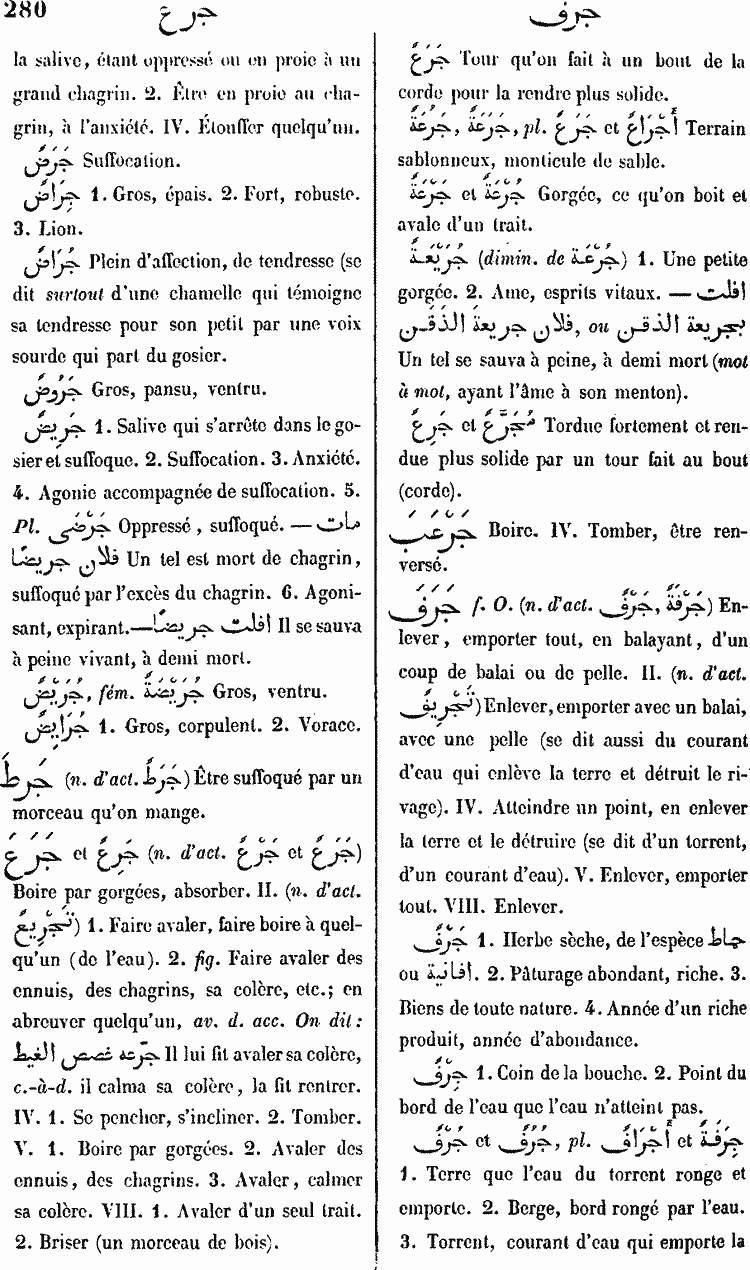 280
جرع
جرف
la salive, étant oppressé ou en proie à un
grand chagrin. 2. Être en proie au cha-
grin, à l'anxiété. IV. Étouffer quelqu'un.
جَرَضٌ Suffocation.
جِرَاضٌ 1. Gros, épais. 2. Fort, robuste.
3. Lion.
جُرَاضٌ Plein d'affection, de tendresse (se
dit surtout d'une chamelle qui témoigne
sa tendresse pour son petit par une voix
sourde qui part du gosier.
جَرُوضٌ Gros, pansu, ventru.
جَرِيضٌ 1. Salive qui s'arrête dans le go-
sier et suffoque. 2. Suffocation. 3. Anxiété.
4. Agonie accompagnée de suffocation. 5.
Pl. جَرْضَى Oppressé, suffoqué. — مات
فلان جريضًا Un tel est mort de chagrin,
suffoqué par l'excès du chagrin. 6. Agoni-
sant, expirant.—افلت جريضًا Il se sauva
à peine vivant, à demi mort.
جِرْيَضٌ, fém. جِرْيَضَةٌ Gros, ventru.
جُرَايِضٌ 1. Gros, corpulent. 2. Vorace.
جَرِطَ (n. d'act. جَرَطٌ) Être suffoqué par un
morceau qu'on mange.
جَرَعَ et جَرِعَ (n. d'act. جَرْعٌ et جَرَعٌ)
Boire par gorgées, absorber. II. (n. d'act.
تَجْرِيعٌ) 1. Faire avaler, faire boire à quel-
qu'un (de l'eau). 2. fig. Faire avaler des
ennuis, des chagrins, sa colère, etc.; en
abreuver quelqu'un, av. d. acc. On dit:
جرّعه غصص الغيظ Il lui fit avaler sa colère,
c.-à-d. il calma sa colère, la fit rentrer.
IV. 1. Se pencher, s'incliner. 2. Tomber.
V. 1. Boire par gorgées. 2. Avaler des
ennuis, des chagrins. 3. Avaler, calmer
sa colère. VIII. 1. Avaler d'un seul trait.
2. Briser (un morceau de bois).
جَرَعٌ Tour qu'on fait à un bout de la
corde pour la rendre plus solide.
جَرْعَةٌ, جَرَعَةٌ, pl. جَرَعٌ et أَجْرَاعٌ Terrain
sablonneux, monticule de sable.
جَرْعَةٌ et جُرْعَةٌ Gorgée, ce qu'on boit et
avale d'un trait.
جُرَيْعَةٌ (dimin. de جرعة) 1. Une petite
gorgée. 2. Ame, esprits vitaux. — افلت
فلان جريعة الذقن, ou بجريعة الذقن
Un tel se sauva à peine, à demi mort (mot
à mot, ayant l'âme à son menton).
جَرِعٌ et مُجَرَّعٌ Tordue fortement et ren-
due plus solide par un tour fait au bout
(corde).
جَرْعَبَ Boire. IV. Tomber, être ren-
versé.
جَرَفَ f. O. (n. d'act. جَرْفٌ, جَرْفَةٌ) En-
lever, emporter tout, en balayant, d'un
coup de balai ou de pelle. II. (n. d'act.
تَجْرِيفٌ) Enlever, emporter avec un balai,
avec une pelle (se dit aussi du courant
d'eau qui enlève la terre et détruit le ri-
vage). IV. Atteindre un point, en enlever
la terre et le détruire (se dit d'un torrent,
d'un courant d'eau). V. Enlever, emporter
tout. VIII. Enlever.
جَرْفٌ 1. Herbe sèche, de l'espèce حماط
ou افانية. 2. Pâturage abondant, riche. 3.
Biens de toute nature. 4. Année d'un riche
produit, année d'abondance.
جِرْفٌ 1. Coin de la bouche. 2. Point du
bord de l'eau que l'eau n'atteint pas.
جُرْفٌ et جُرُفٌ, pl. أَجْرَافٌ et جِرَفَةٌ
1. Terre que l'eau du torrent ronge et
emporte. 2. Berge, bord rongé par l'eau.
3. Torrent, courant d'eau qui emporte la